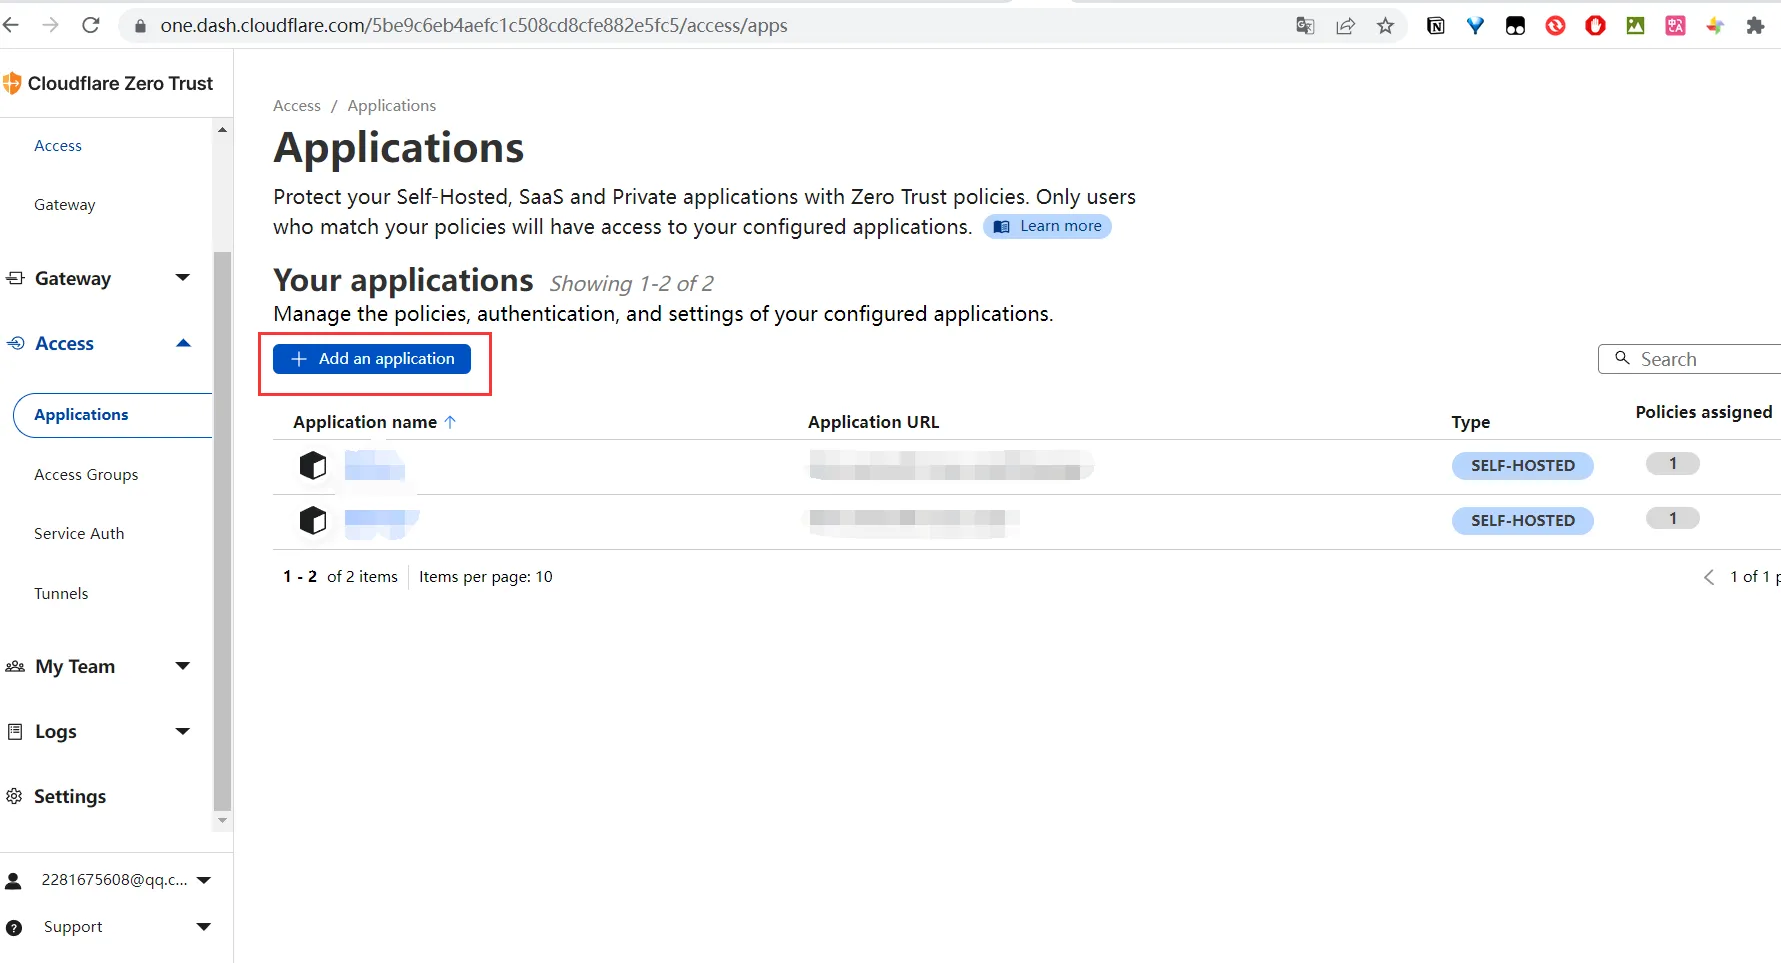 one.dash.cloudflare.com/5be9c6eb4aefc1c508cd8cfe882e5fc5/access/apps
Cloudflare Zero Trust
Access
Gateway
Gateway
Access
Applications
Access Groups
Service Auth
Tunnels
My Team
Logs
Settings
2281675608@qq.c...
Support
Access / Applications
Applications
Protect your Self-Hosted, SaaS and Private applications with Zero Trust policies. Only users
who match your policies will have access to your configured applications. Learn more
Your applications Showing 1-2 of 2
Manage the policies, authentication, and settings of your configured applications.
Add an application
Search
Application name Application URL Type Policies assigned
SELF-HOSTED 1
SELF-HOSTED 1
1 - 2 of 2 items Items per page: 10
1 of 1 p